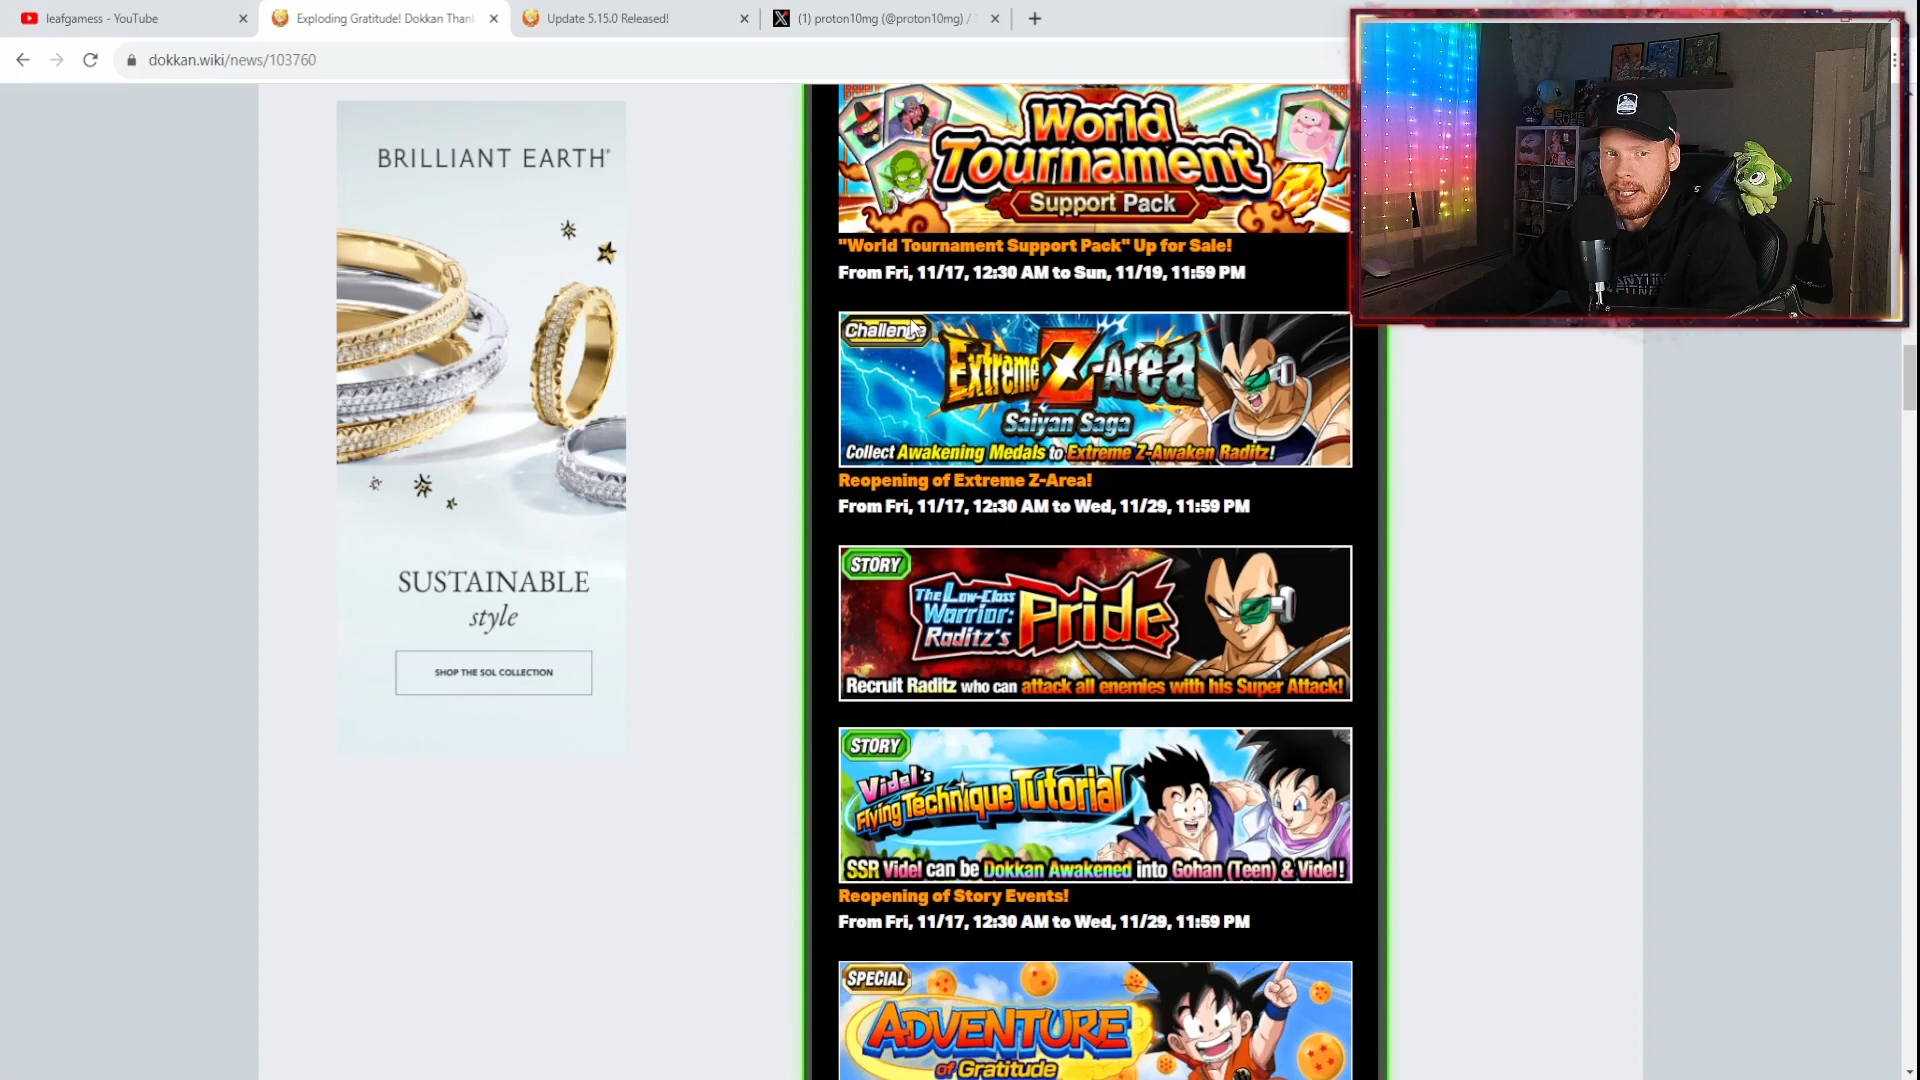 leafgamess - YouTube
Exploding Gratitude! Dokkan Than
Update 5.15.0 Released!
(1) proton10mg (@proton10mg) /
dokkan.wiki/news/103760
BRILLIANT EARTH
SUSTAINABLE
style
SHOP THE SOL COLLECTION
World
Tournament
Support Pack
"World Tournament Support Pack" Up for Sale!
From Fri, 11/17, 12:30 AM to Sun, 11/19, 11:59 PM
Challenge
Extreme Z-Area
Saiyan Saga
Collect Awakening Medals to Extreme Z-Awaken Raditz!
Reopening of Extreme Z-Area!
From Fri, 11/17, 12:30 AM to Wed, 11/29, 11:59 PM
STORY
The Low-Class
Warrior:
Raditz's
Pride
Recruit Raditz who can attack all enemies with his Super Attack!
STORY
Videl's
Flying Technique Tutorial
SSR Videl can be Dokkan Awakened into Gohan (Teen) & Videl!
Reopening of Story Events!
From Fri, 11/17, 12:30 AM to Wed, 11/29, 11:59 PM
SPECIAL
ADVENTURE
of Gratitude
GAME
OVER